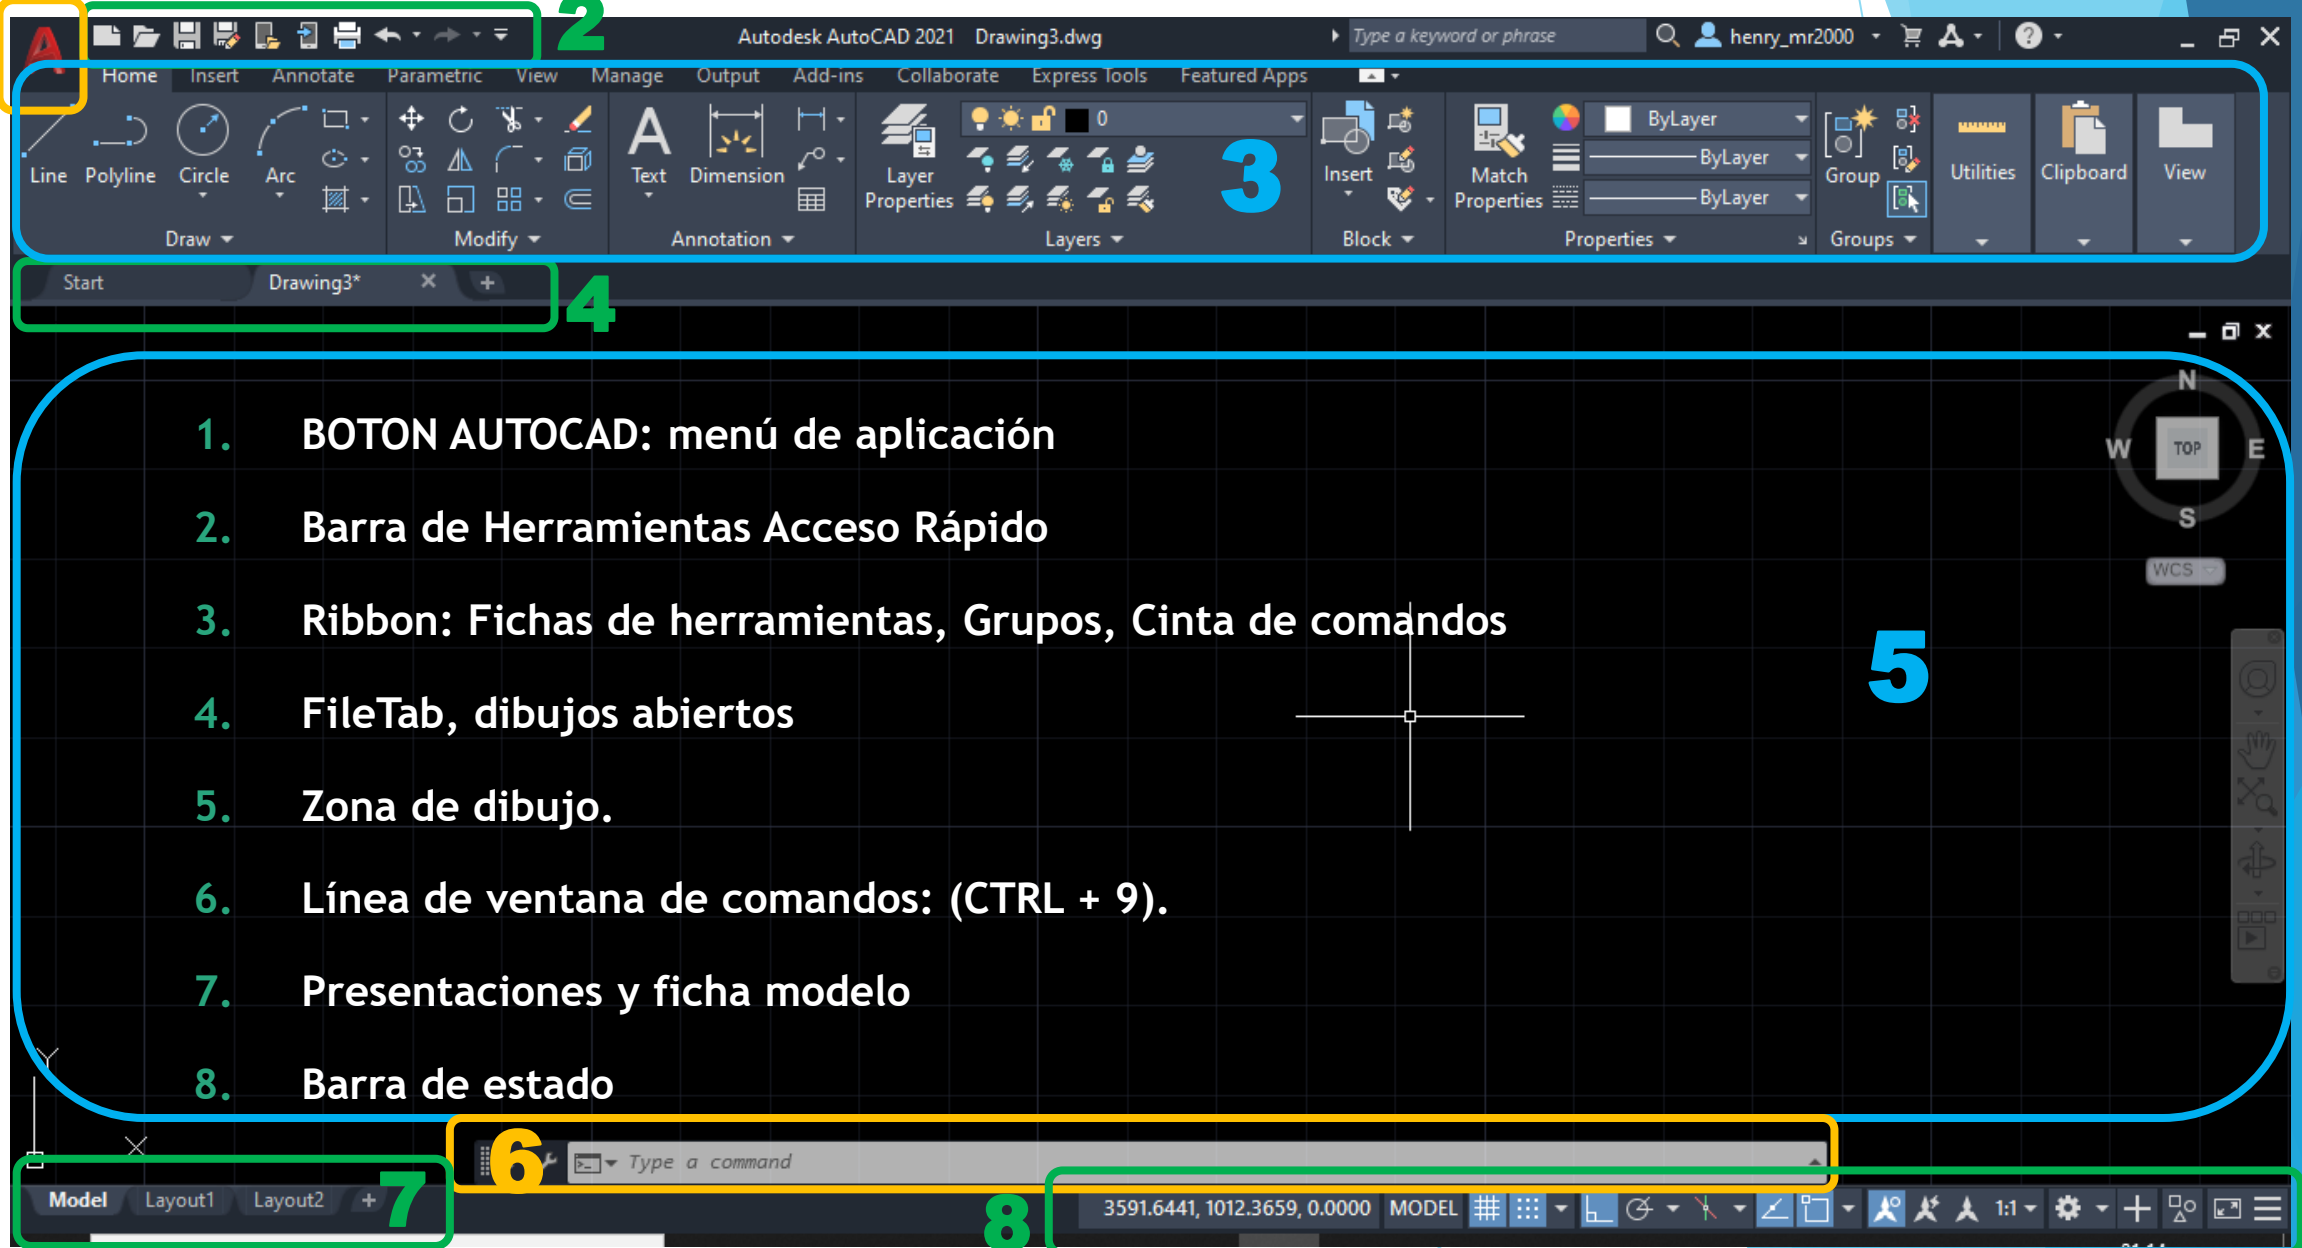 2
Autodesk AutoCAD 2021 Drawing3.dwg
Type a keyword or phrase
henry_mr2000
Home Insert Annotate Parametric View Manage Output Add-ins Collaborate Express Tools Featured Apps
0
ByLayer
Line Polyline Circle Arc
Text Dimension
Layer Properties
3
Insert
Match Properties
ByLayer
ByLayer
Group
Utilities Clipboard View
Draw Modify Annotation Layers Block Properties Groups
Start Drawing3*
4
N
W TOP E
S
WCS
1. BOTON AUTOCAD: menú de aplicación
2. Barra de Herramientas Acceso Rápido
3. Ribbon: Fichas de herramientas, Grupos, Cinta de comandos
5
4. FileTab, dibujos abiertos
5. Zona de dibujo.
6. Línea de ventana de comandos: (CTRL + 9).
7. Presentaciones y ficha modelo
8. Barra de estado
Y
X
6
Type a command
Model Layout1 Layout2 +
7
8
3591.6441, 1012.3659, 0.0000 MODEL
1:1